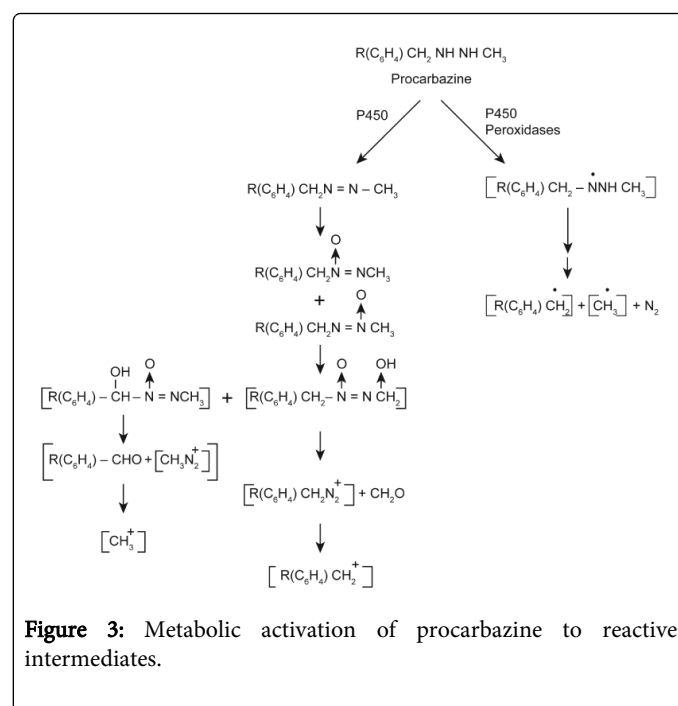 R(C₆H₄) CH₂ NH NH CH₃
Procarbazine
P450
P450
Peroxidases
R(C₆H₄) CH₂N = N – CH₃
[R(C₆H₄) CH₂ – ṄNH CH₃]
O
R(C₆H₄) CH₂N = NCH₃
+
O
R(C₆H₄) CH₂N = N CH₃
[R(C₆H₄) ĊH₂] + [ĊH₃] + N₂
OH O
[R(C₆H₄) – CH – N = NCH₃] + [R(C₆H₄) CH₂ – N = N CH₂]
O OH
[R(C₆H₄) – CHO + [CH₃N₂⁺]]
[R(C₆H₄) CH₂N₂⁺] + CH₂O
[CH₃⁺]
[R(C₆H₄) CH₂⁺]
Figure 3: Metabolic activation of procarbazine to reactive
intermediates.